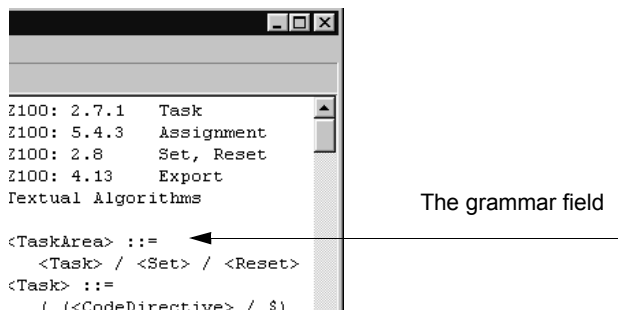 Z100: 2.7.1 Task
Z100: 5.4.3 Assignment
Z100: 2.8 Set, Reset
Z100: 4.13 Export
Textual Algorithms
The grammar field
<TaskArea> ::=
<Task> / <Set> / <Reset>
<Task> ::=
( (<CodeDirective> / $)